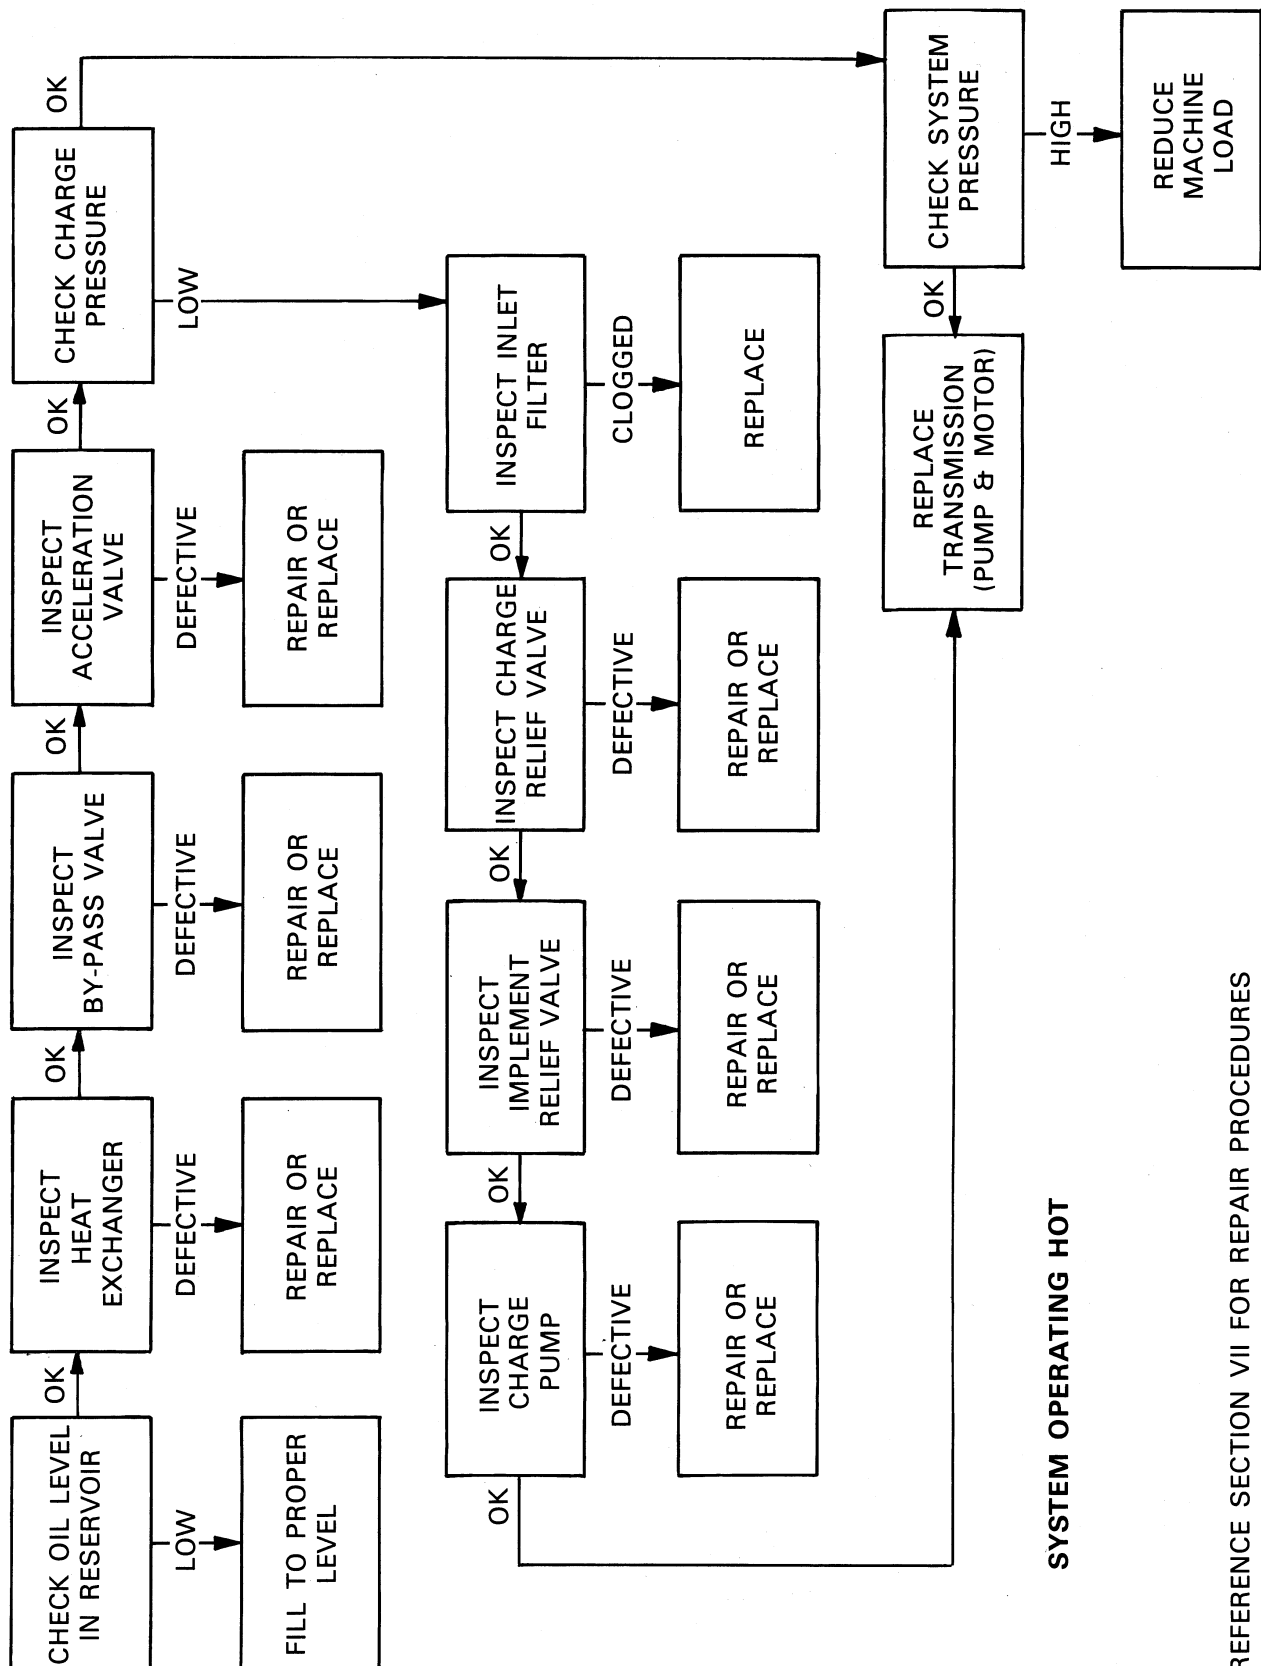 CHECK OIL LEVEL
IN RESERVOIR
OK
INSPECT
HEAT
EXCHANGER
OK
INSPECT
BY-PASS VALVE
OK
INSPECT
ACCELERATION
VALVE
OK
CHECK CHARGE
PRESSURE
OK
LOW
DEFECTIVE
DEFECTIVE
DEFECTIVE
LOW
FILL TO PROPER
LEVEL
REPAIR OR
REPLACE
REPAIR OR
REPLACE
REPAIR OR
REPLACE
OK
INSPECT
CHARGE
PUMP
OK
INSPECT
IMPLEMENT
RELIEF VALVE
OK
INSPECT CHARGE
RELIEF VALVE
OK
INSPECT INLET
FILTER
DEFECTIVE
DEFECTIVE
DEFECTIVE
CLOGGED
REPAIR OR
REPLACE
REPAIR OR
REPLACE
REPAIR OR
REPLACE
REPLACE
REPLACE
TRANSMISSION
(PUMP & MOTOR)
OK
CHECK SYSTEM
PRESSURE
HIGH
REDUCE
MACHINE
LOAD
SYSTEM OPERATING HOT
REFERENCE SECTION VII FOR REPAIR PROCEDURES